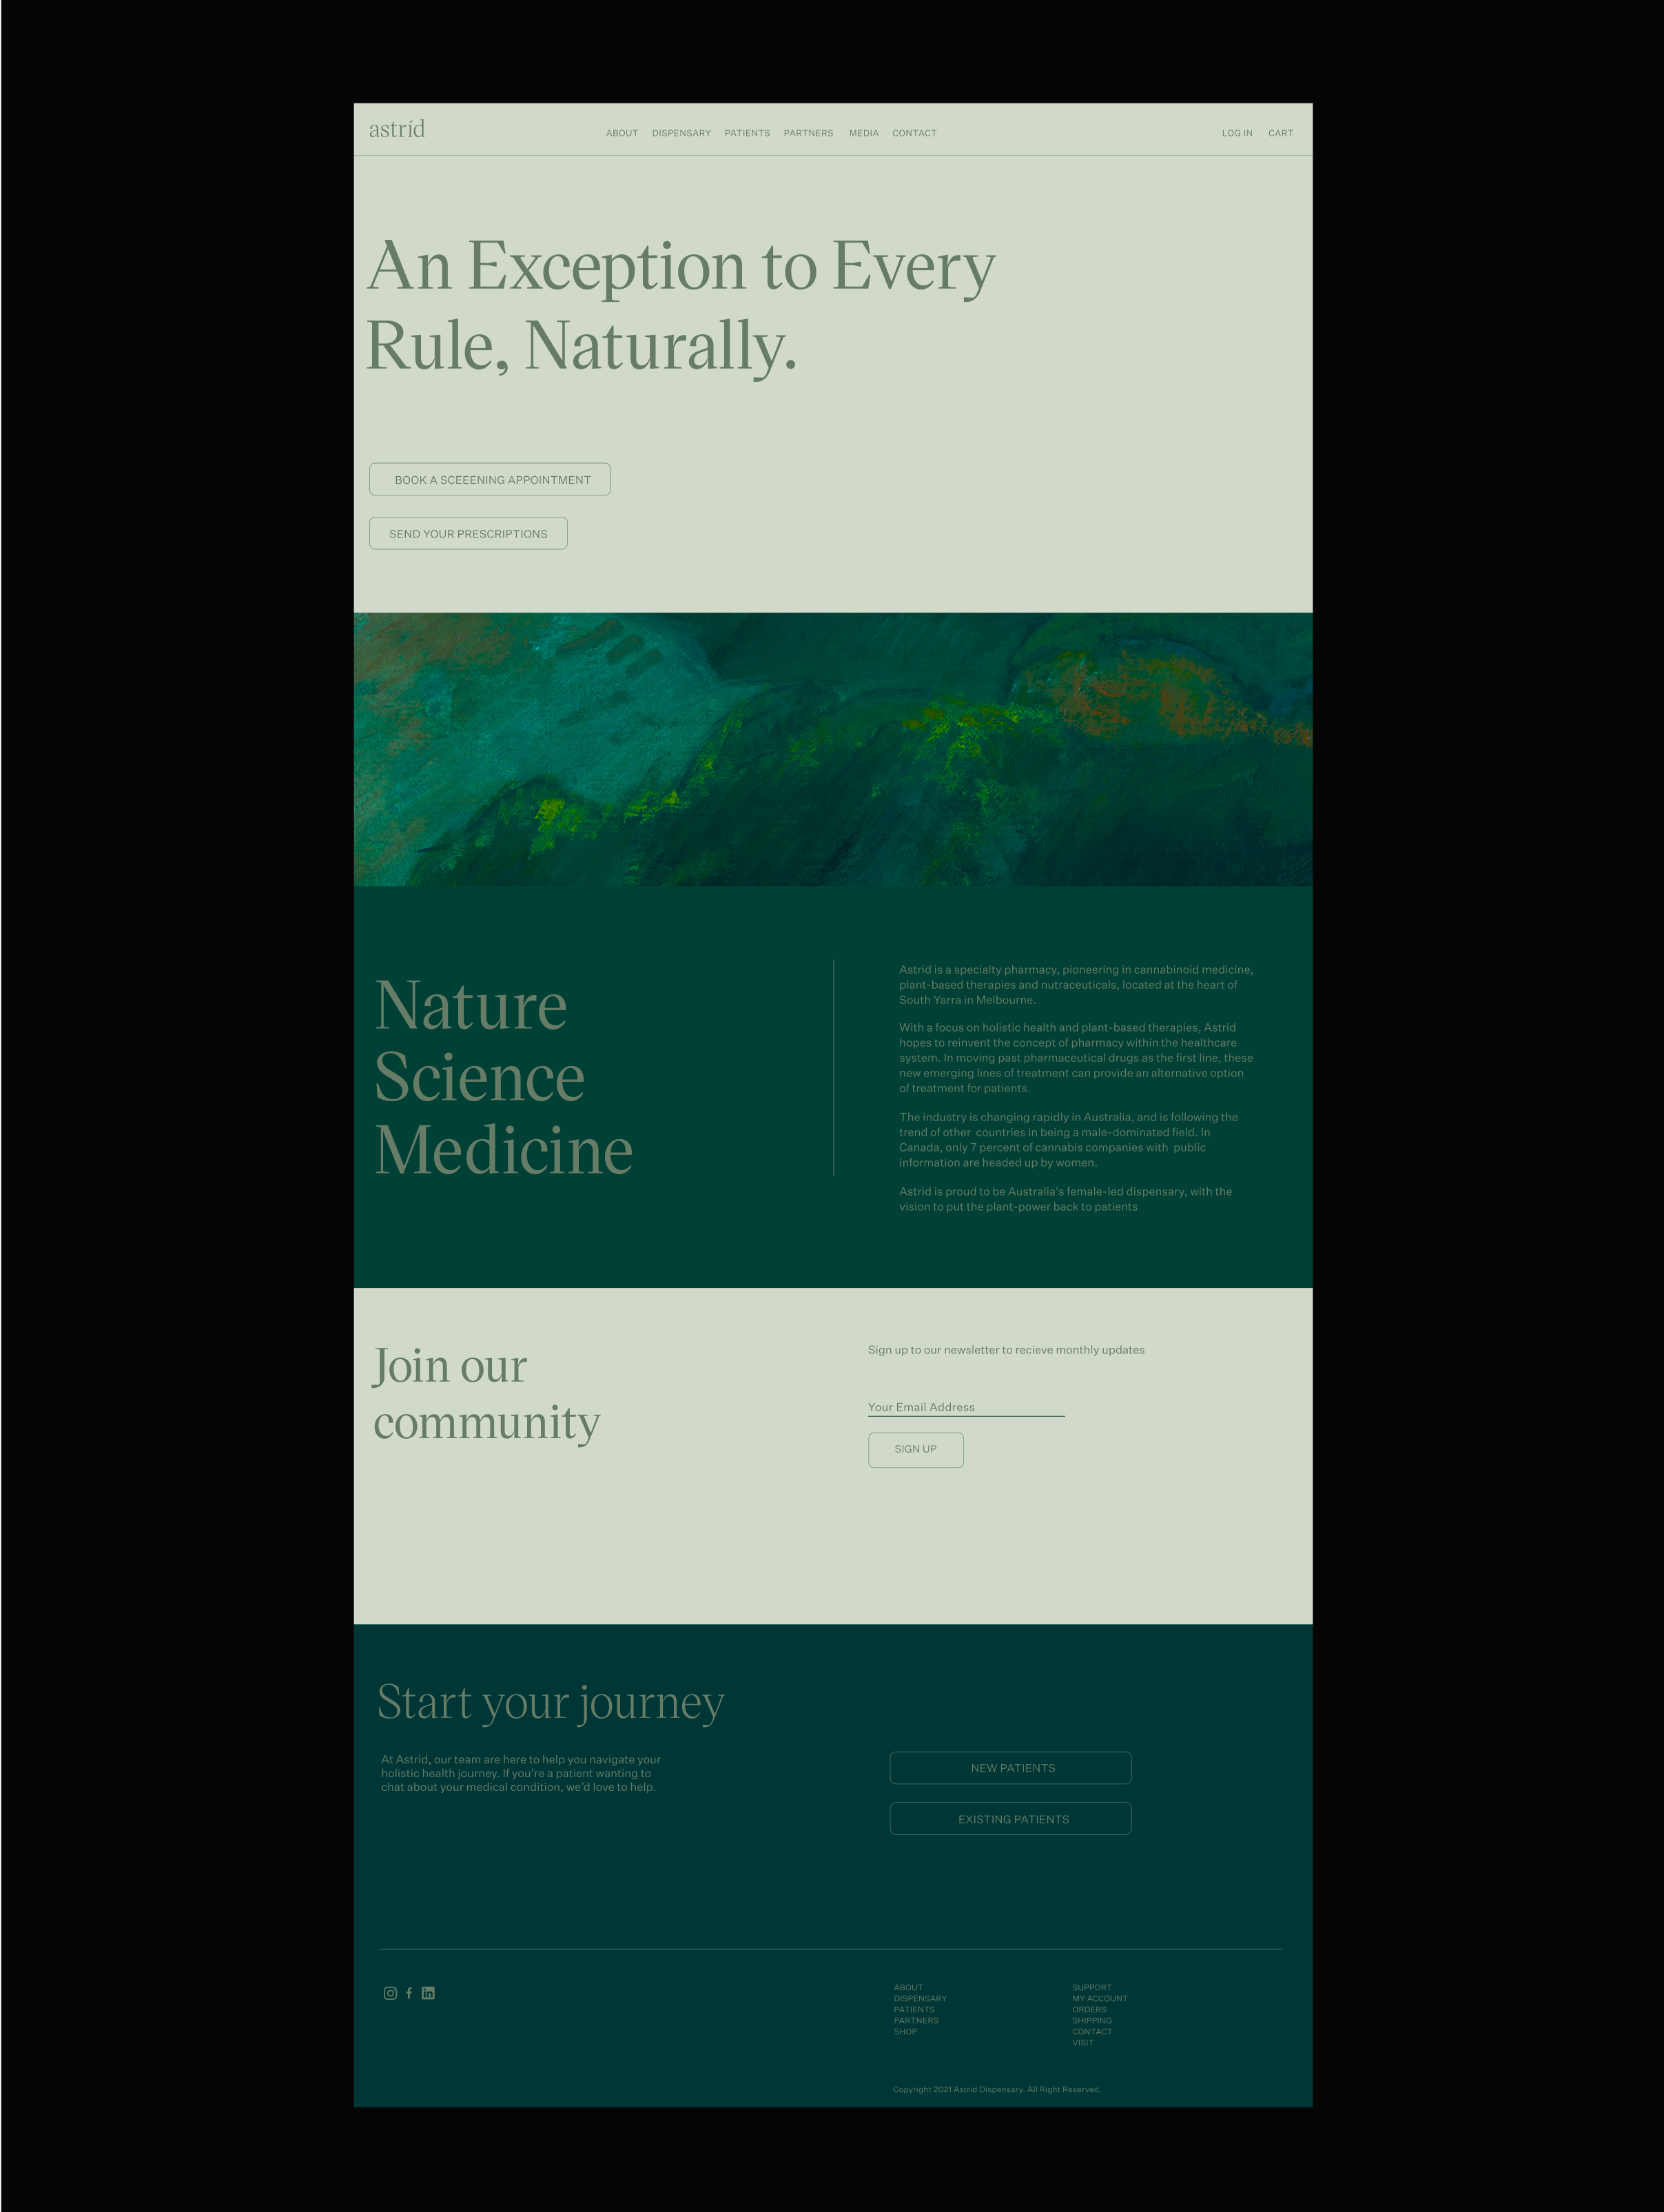 astríd
ABOUT DISPENSARY PATIENTS PARTNERS MEDIA CONTACT
LOG IN CART
An Exception to Every
Rule, Naturally.
BOOK A SCEEENING APPOINTMENT
SEND YOUR PRESCRIPTIONS
Nature
Science
Medicine
Astrid is a specialty pharmacy, pioneering in cannabinoid medicine,
plant-based therapies and nutraceuticals, located at the heart of
South Yarra in Melbourne.
With a focus on holistic health and plant-based therapies, Astrid
hopes to reinvent the concept of pharmacy within the healthcare
system. In moving past pharmaceutical drugs as the first line, these
new emerging lines of treatment can provide an alternative option
of treatment for patients.
The industry is changing rapidly in Australia, and is following the
trend of other countries in being a male-dominated field. In
Canada, only 7 percent of cannabis companies with public
information are headed up by women.
Astrid is proud to be Australia's female-led dispensary, with the
vision to put the plant-power back to patients
Join our
community
Sign up to our newsletter to recieve monthly updates
Your Email Address
SIGN UP
Start your journey
At Astrid, our team are here to help you navigate your
holistic health journey. If you're a patient wanting to
chat about your medical condition, we'd love to help.
NEW PATIENTS
EXISTING PATIENTS
ABOUT
DISPENSARY
PATIENTS
PARTNERS
SHOP
SUPPORT
MY ACCOUNT
ORDERS
SHIPPING
CONTACT
VISIT
Copyright 2021 Astrid Dispensary. All Right Reserved.